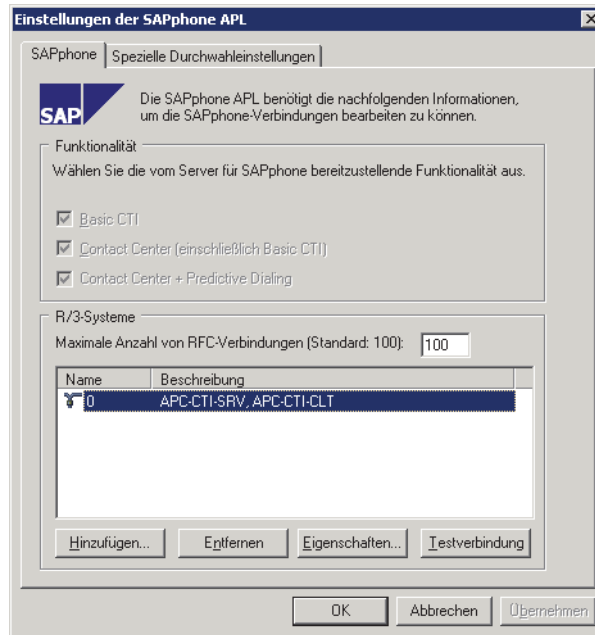 Einstellungen der SAPphone APL
SAPphone
Spezielle Durchwahleinstellungen
SAP
Die SAPphone APL benötigt die nachfolgenden Informationen,
um die SAPphone-Verbindungen bearbeiten zu können.
Funktionalität
Wählen Sie die vom Server für SAPphone bereitzustellende Funktionalität aus.
Basic CTI
Contact Center (einschließlich Basic CTI)
Contact Center + Predictive Dialing
R/3-Systeme
Maximale Anzahl von RFC-Verbindungen (Standard: 100): 100
Name Beschreibung
0 APC-CTI-SRV, APC-CTI-CLT
Hinzufügen... Entfernen Eigenschaften... Testverbindung
OK Abbrechen Übernehmen